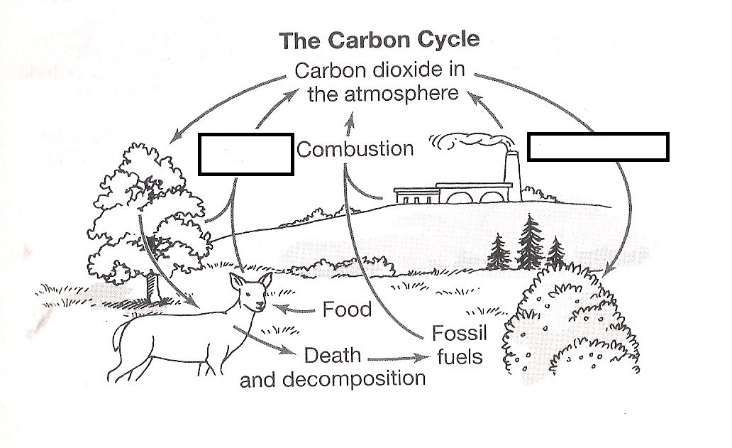 The Carbon Cycle
Carbon dioxide in
the atmosphere
Combustion
Food
Fossil
fuels
Death
and decomposition